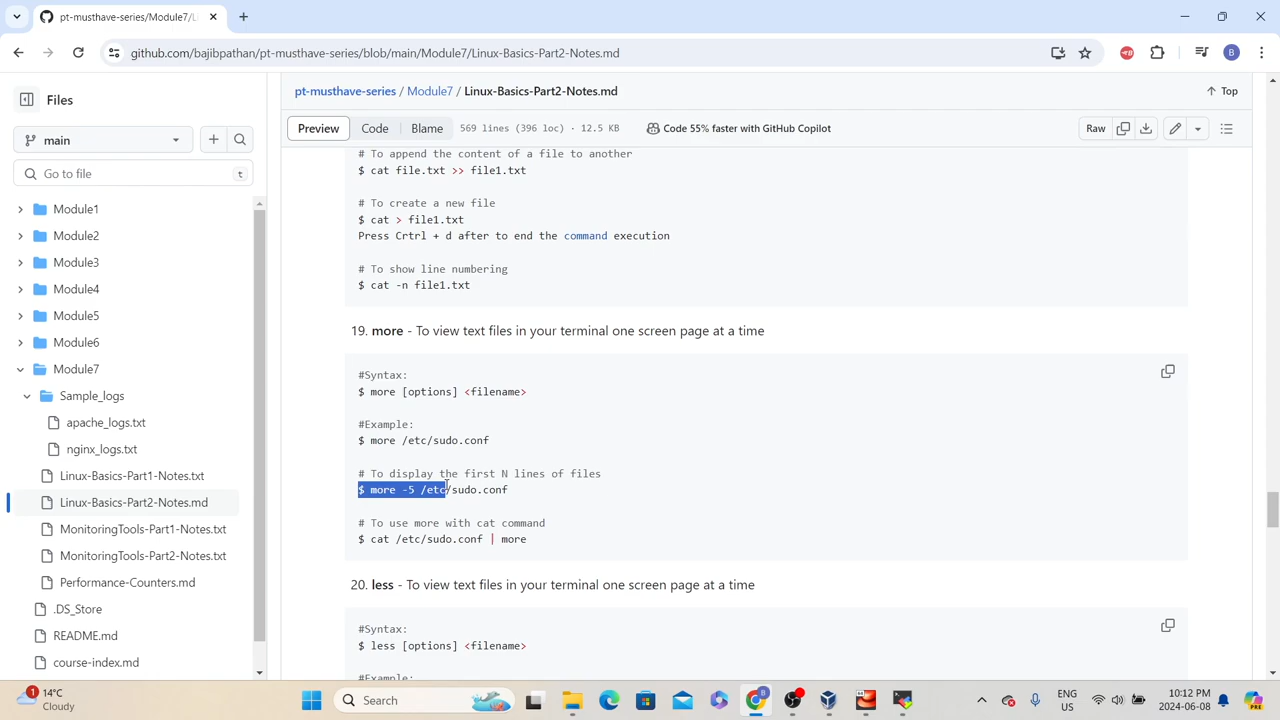 pt-musthave-series/Module7/Linu
github.com/bajibpathan/pt-musthave-series/blob/main/Module7/Linux-Basics-Part2-Notes.md
B
Files
pt-musthave-series / Module7 / Linux-Basics-Part2-Notes.md
Top
main
Preview
Code
Blame
569 lines (396 loc) · 12.5 KB
Code 55% faster with GitHub Copilot
Raw
Go to file
t
Module1
Module2
Module3
Module4
Module5
Module6
Module7
Sample_logs
apache_logs.txt
nginx_logs.txt
Linux-Basics-Part1-Notes.txt
Linux-Basics-Part2-Notes.md
MonitoringTools-Part1-Notes.txt
MonitoringTools-Part2-Notes.txt
Performance-Counters.md
.DS_Store
README.md
course-index.md
# To append the content of a file to another
$ cat file.txt >> file1.txt
# To create a new file
$ cat > file1.txt
Press Crtrl + d after to end the command execution
# To show line numbering
$ cat -n file1.txt
19. more - To view text files in your terminal one screen page at a time
#Syntax:
$ more [options] <filename>
#Example:
$ more /etc/sudo.conf
# To display the first N lines of files
$ more -5 /etc/sudo.conf
# To use more with cat command
$ cat /etc/sudo.conf | more
20. less - To view text files in your terminal one screen page at a time
#Syntax:
$ less [options] <filename>
#Example:
1
14°C
Cloudy
Search
B
ENG
US
10:12 PM
2024-06-08
PRE